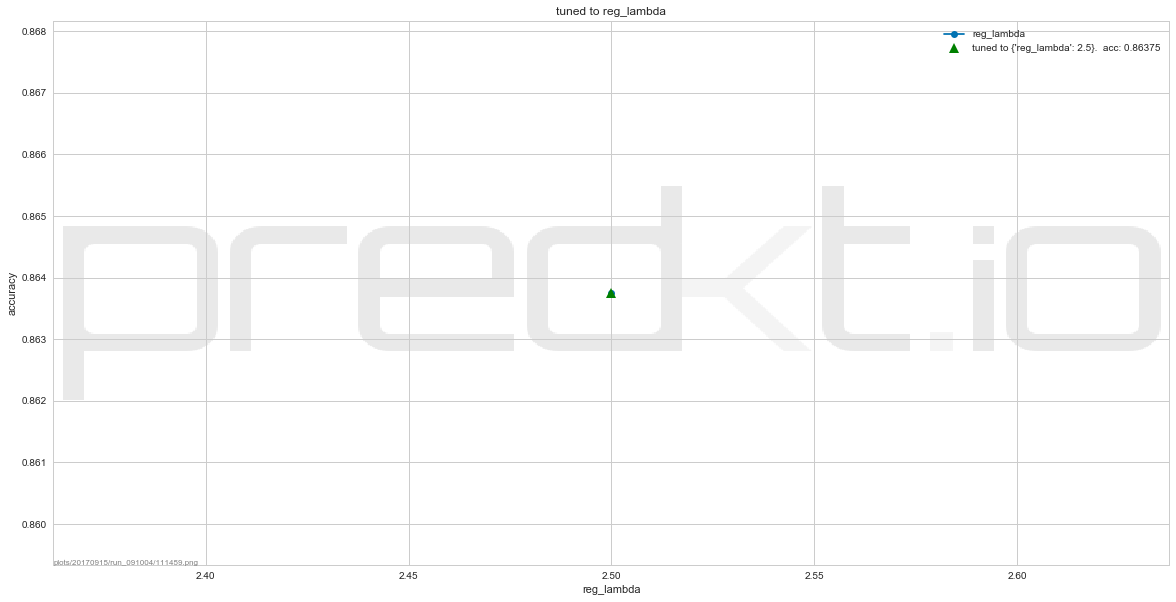 tuned to reg_lambda
0.868
reg_lambda
tuned to {'reg_lambda': 2.5}.  acc: 0.86375
0.867
0.866
0.865
predkt.io
0.864
accuracy
0.863
0.862
0.861
0.860
plots/20170915/run_091004/111459.png
2.40 2.45 2.50 2.55 2.60
reg_lambda